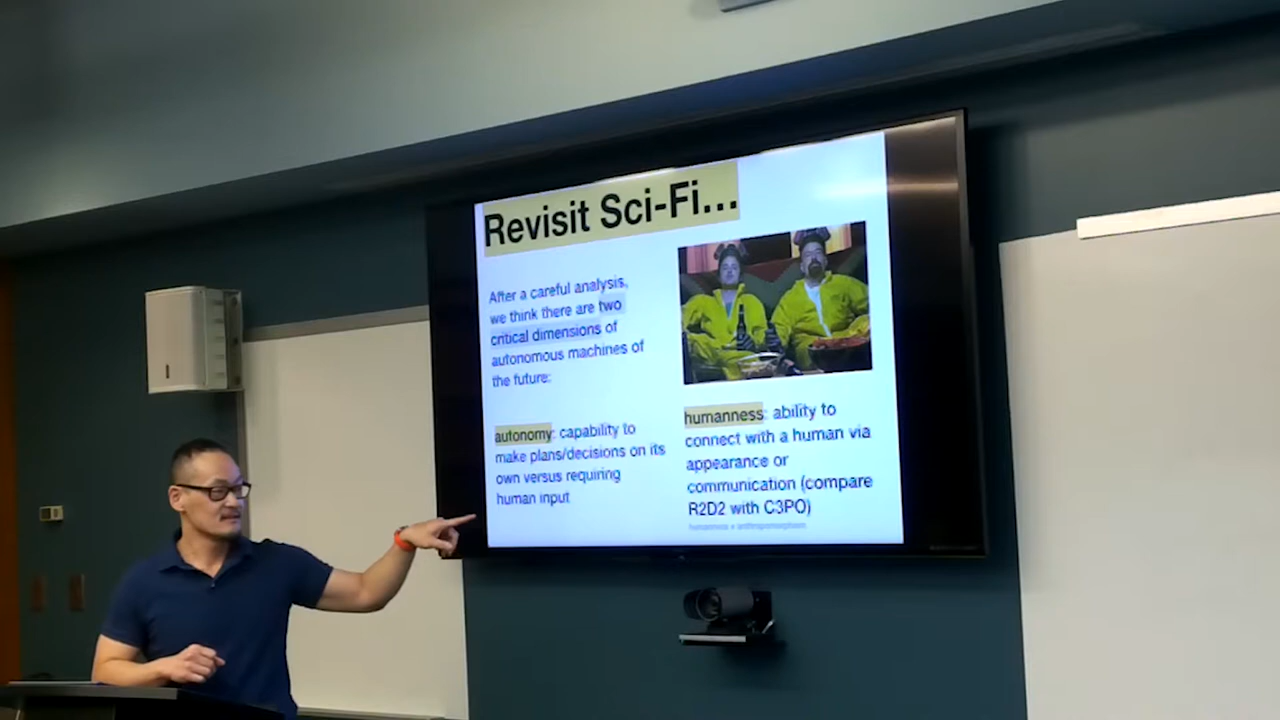 Revisit Sci-Fi...
After a careful analysis,
we think there are two
critical dimensions of
autonomous machines of
the future:
autonomy: capability to
make plans/decisions on its
own versus requiring
human input
humanness: ability to
connect with a human via
appearance or
communication (compare
R2D2 with C3PO)